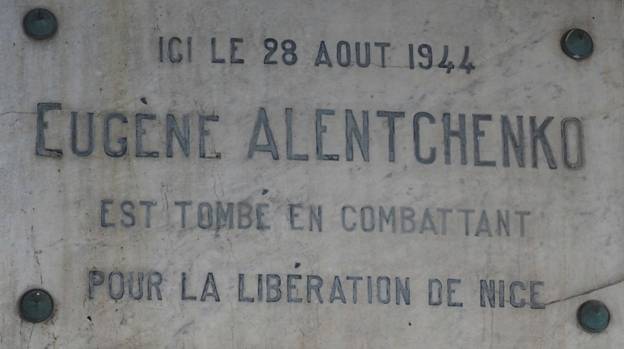 ICI LE 28 AOUT 1944
EUGÈNE ALENTCHENKO
EST TOMBÉ EN COMBATTANT
POUR LA LIBÉRATION DE NICE